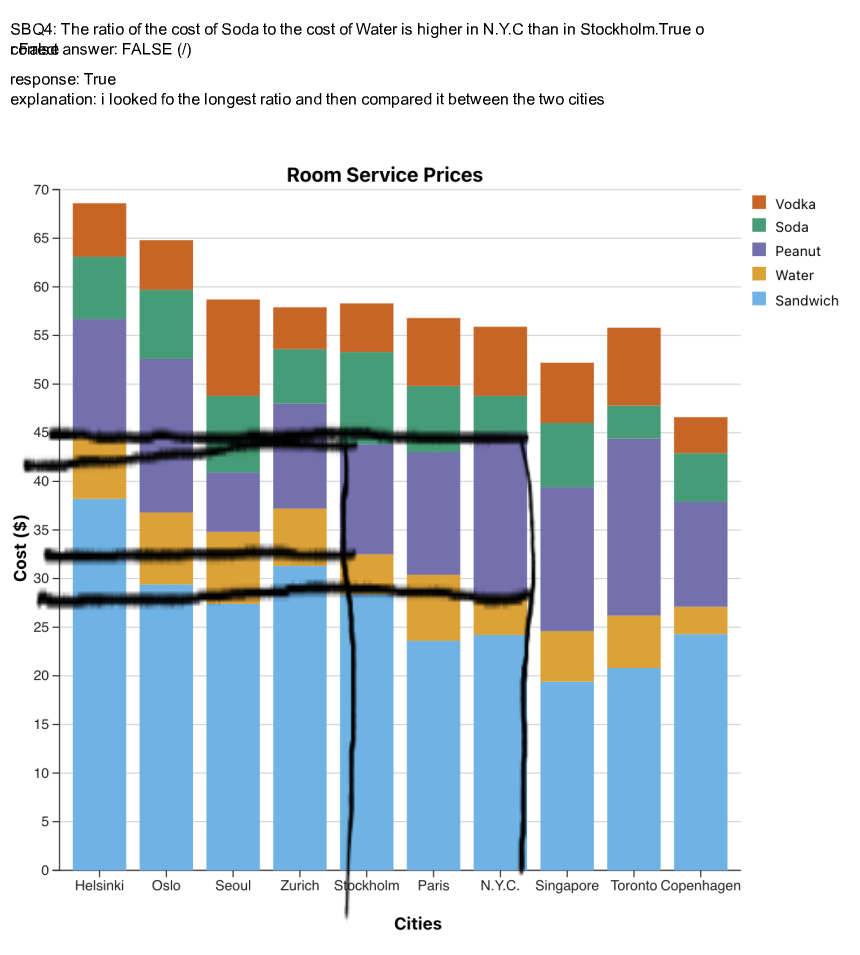 SBQ4: The ratio of the cost of Soda to the cost of Water is higher in N.Y.C than in Stockholm.True o
answer: FALSE (/)
response: True
explanation: i looked fo the longest ratio and then compared it between the two cities
Room Service Prices
Vodka
Soda
Peanut
Water
Sandwich
70
65
60
55
50
45
40
35
30
25
20
15
10
5
0
Cost ($)
Helsinki Oslo Seoul Zurich Stockholm Paris N.Y.C. Singapore Toronto Copenhagen
Cities